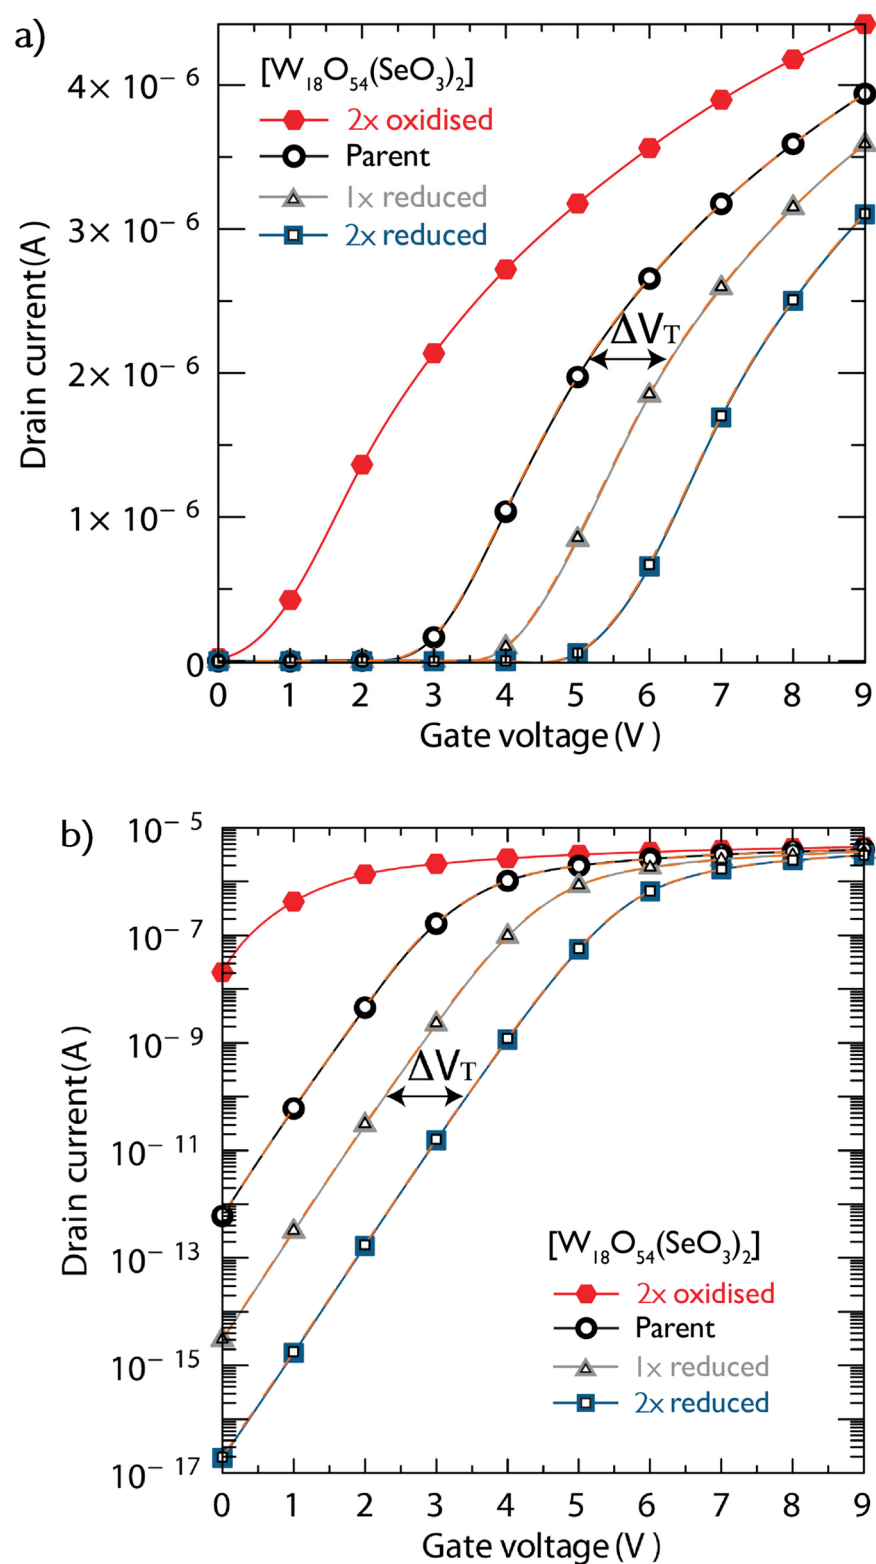 a)
[W₁₈O₅₄(SeO₃)₂]
2x oxidised
Parent
1x reduced
2x reduced
4× 10⁻⁶
3× 10⁻⁶
2× 10⁻⁶
1× 10⁻⁶
0
ΔVT
Drain current(A)
0 1 2 3 4 5 6 7 8 9
Gate voltage (V )
b)
10⁻⁵
10⁻⁷
10⁻⁹
10⁻¹¹
10⁻¹³
10⁻¹⁵
10⁻¹⁷
ΔVT
Drain current(A)
[W₁₈O₅₄(SeO₃)₂]
2x oxidised
Parent
1x reduced
2x reduced
0 1 2 3 4 5 6 7 8 9
Gate voltage (V )